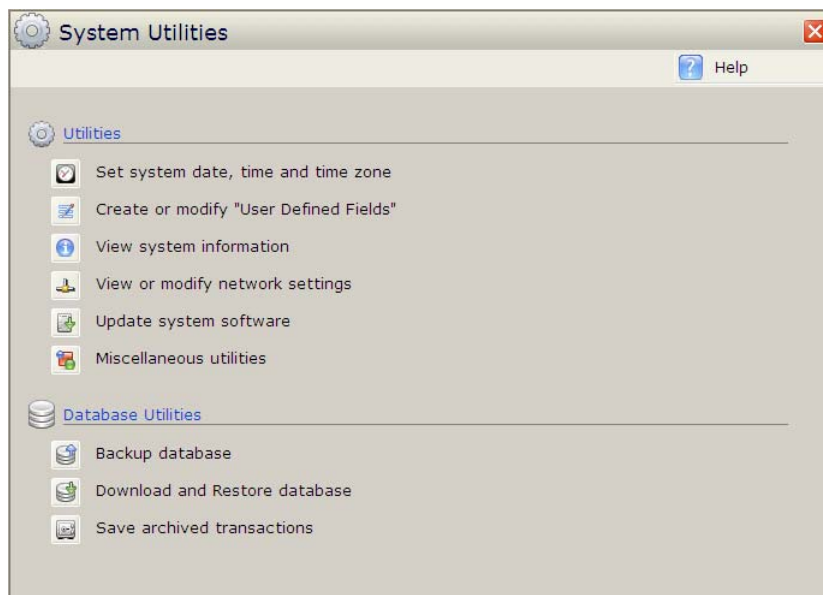 System Utilities
Help
Utilities
Set system date, time and time zone
Create or modify "User Defined Fields"
View system information
View or modify network settings
Update system software
Miscellaneous utilities
Database Utilities
Backup database
Download and Restore database
Save archived transactions